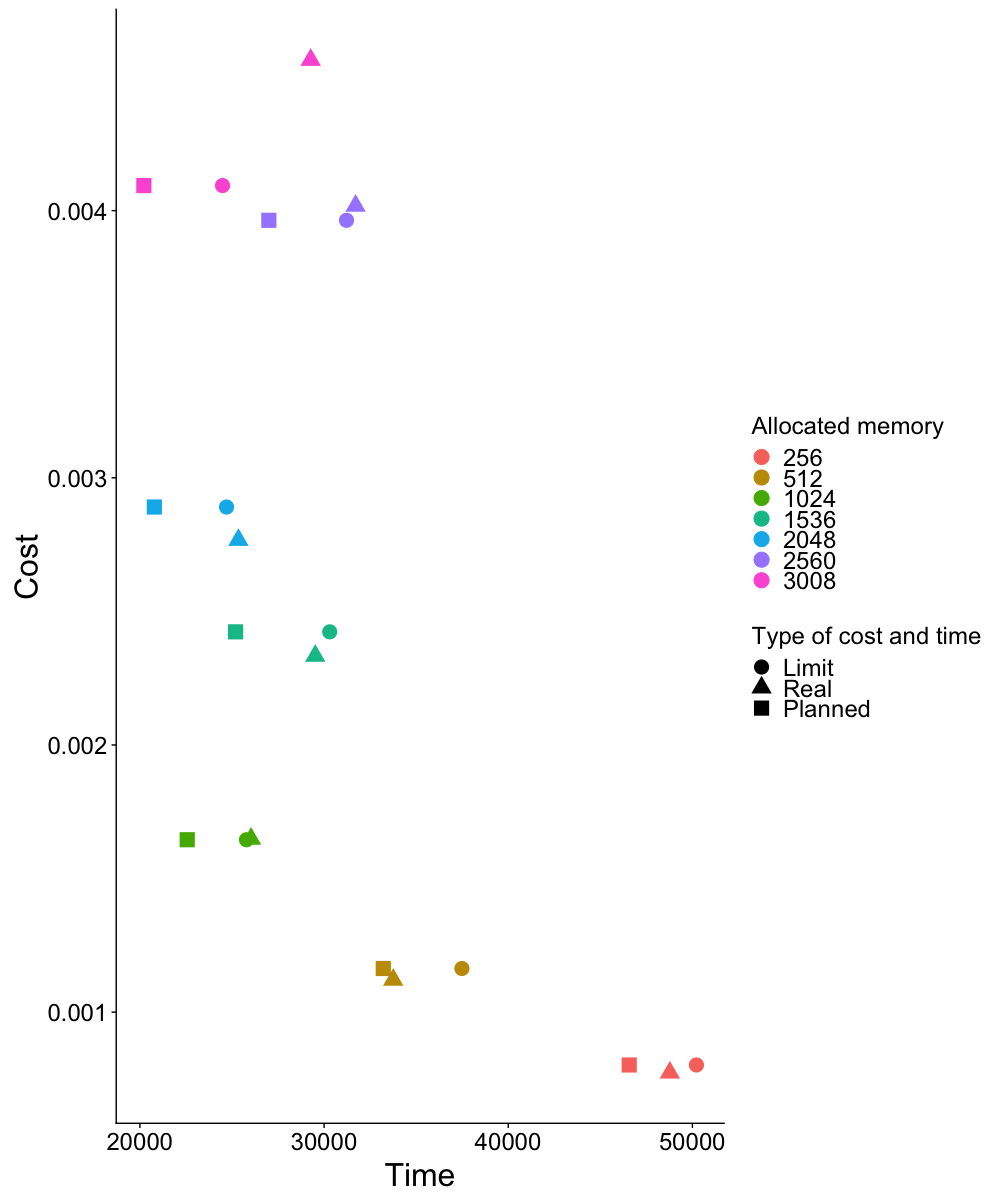 Cost
0.004
0.003
0.002
0.001
20000 30000 40000 50000
Time
Allocated memory
256
512
1024
1536
2048
2560
3008
Type of cost and time
Limit
Real
Planned